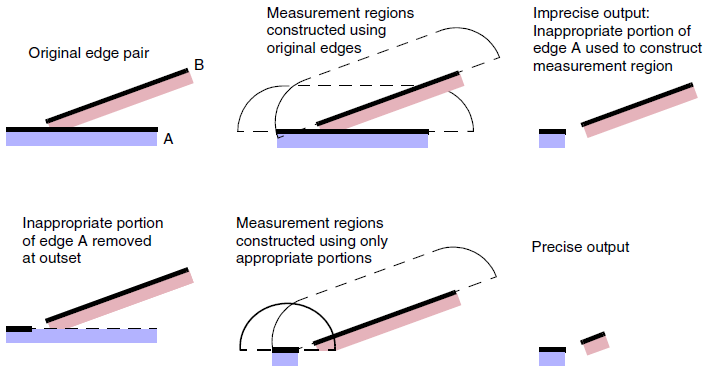 Original edge pair
B
A
Measurement regions
constructed using
original edges
Imprecise output:
Inappropriate portion of
edge A used to construct
measurement region
Inappropriate portion
of edge A removed
at outset
Measurement regions
constructed using only
appropriate portions
Precise output